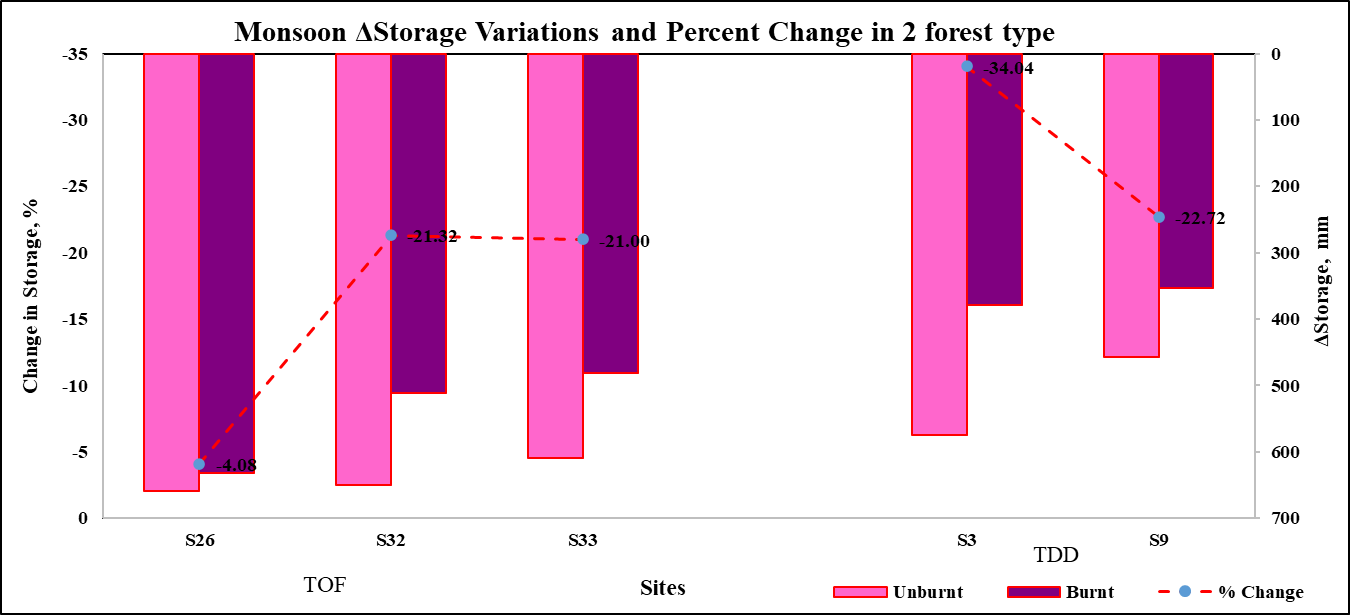 Monsoon ΔStorage Variations and Percent Change in 2 forest type
Change in Storage, %
-35
-30
-25
-20
-15
-10
-5
0
-4.08
-21.32
-21.00
-34.04
-22.72
0
100
200
300
400
500
600
700
ΔStorage, mm
S26
S32
S33
S3
S9
TOF
TDD
Sites
Unburnt
Burnt
% Change